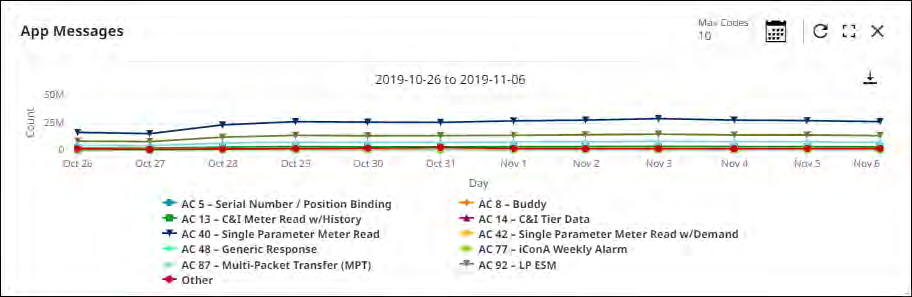 App Messages
Max Codes
10
2019-10-26 to 2019-11-06
50M
25M
0
Count
Oct 26 Oct 27 Oct 28 Oct 29 Oct 30 Oct 31 Nov 1 Nov 2 Nov 3 Nov 4 Nov 5 Nov 6
Day
AC 5 – Serial Number / Position Binding AC 8 – Buddy
AC 13 – C&I Meter Read w/History AC 14 – C&I Tier Data
AC 40 – Single Parameter Meter Read AC 42 – Single Parameter Meter Read w/Demand
AC 48 – Generic Response AC 77 – iConA Weekly Alarm
AC 87 – Multi-Packet Transfer (MPT) AC 92 – LP ESM
Other